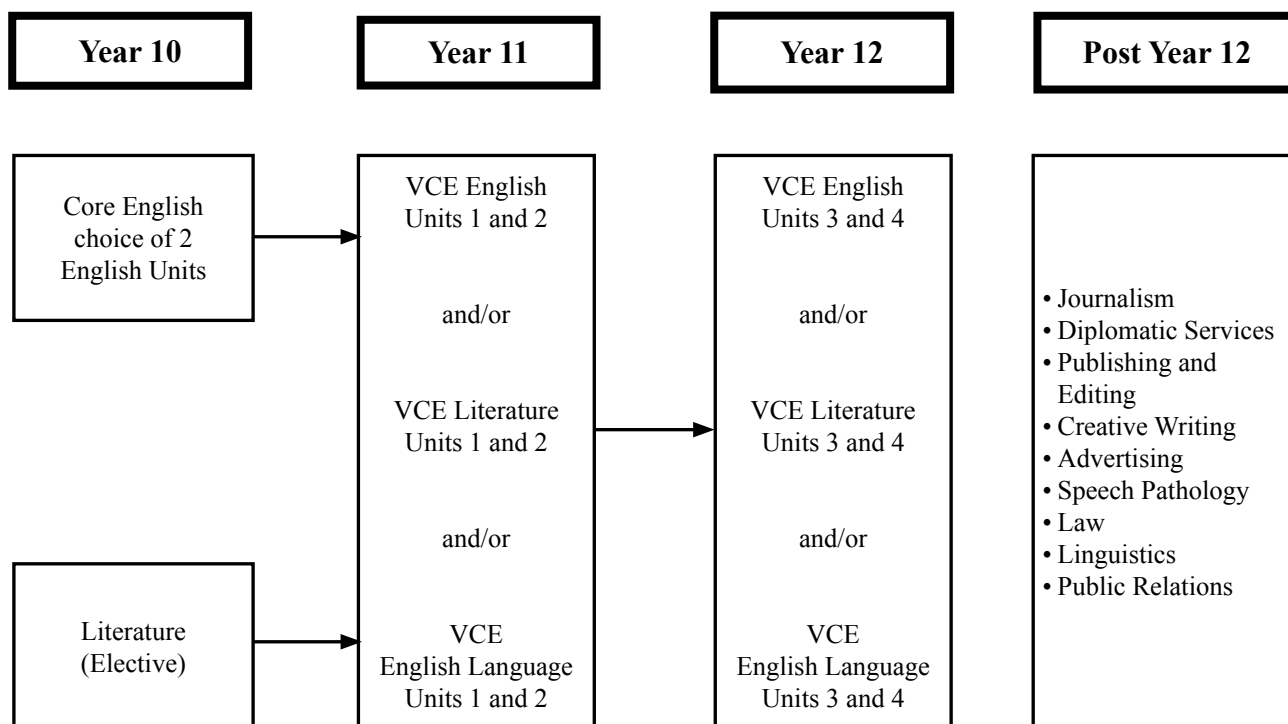 Year 10
Year 11
Year 12
Post Year 12
Core English
choice of 2
English Units
Literature
(Elective)
VCE English
Units 1 and 2
and/or
VCE Literature
Units 1 and 2
and/or
VCE
English Language
Units 1 and 2
VCE English
Units 3 and 4
and/or
VCE Literature
Units 3 and 4
and/or
VCE
English Language
Units 3 and 4
• Journalism
• Diplomatic Services
• Publishing and
Editing
• Creative Writing
• Advertising
• Speech Pathology
• Law
• Linguistics
• Public Relations